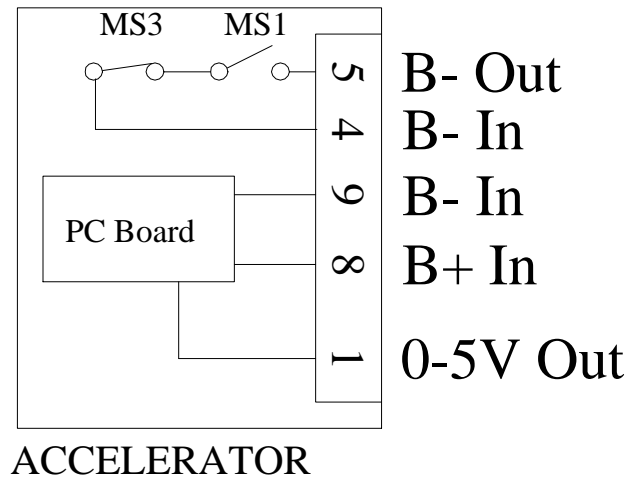 MS3 MS1
5 B- Out
4 B- In
9 B- In
PC Board
8 B+ In
1 0-5V Out
ACCELERATOR